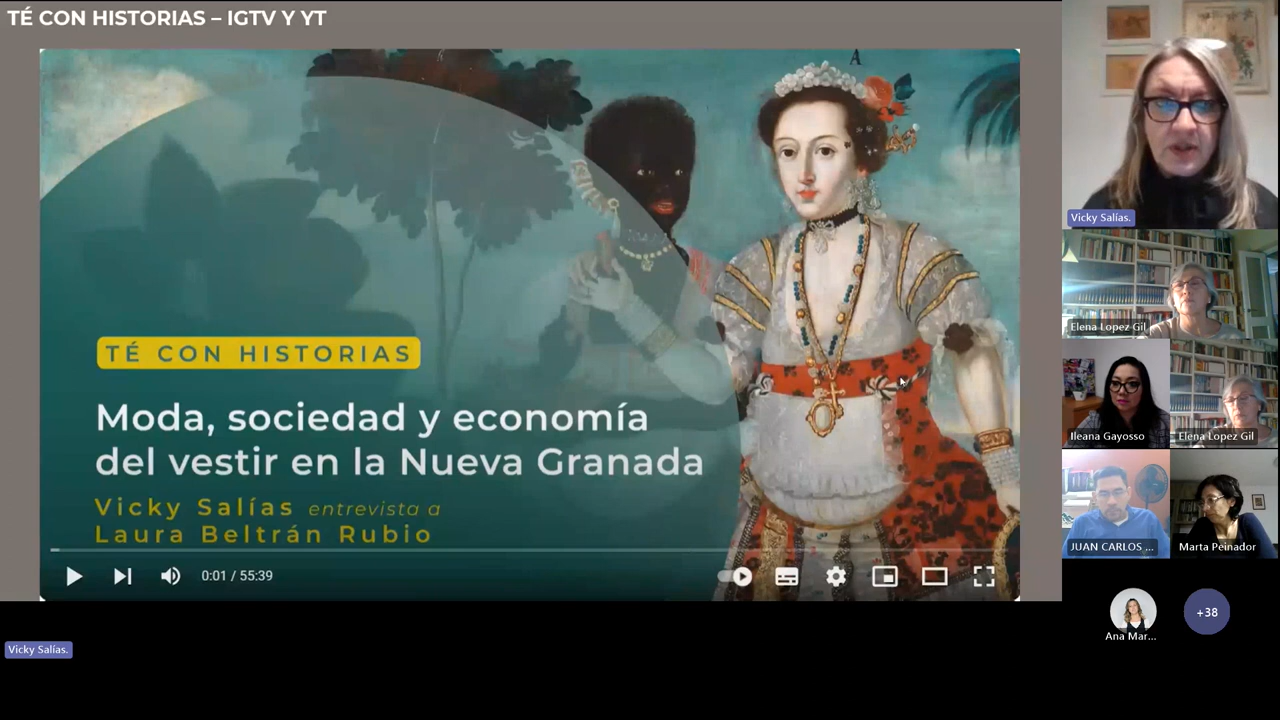 TÉ CON HISTORIAS – IGTV Y YT
A
TÉ CON HISTORIAS
Moda, sociedad y economía
del vestir en la Nueva Granada
Vicky Salías entrevista a
Laura Beltrán Rubio
0:01 / 55:39
Vicky Salías.
Vicky Salías.
Elena Lopez Gil
Ileana Gayosso
Elena Lopez Gil
JUAN CARLOS ...
Marta Peinador
Ana Mar...
+38